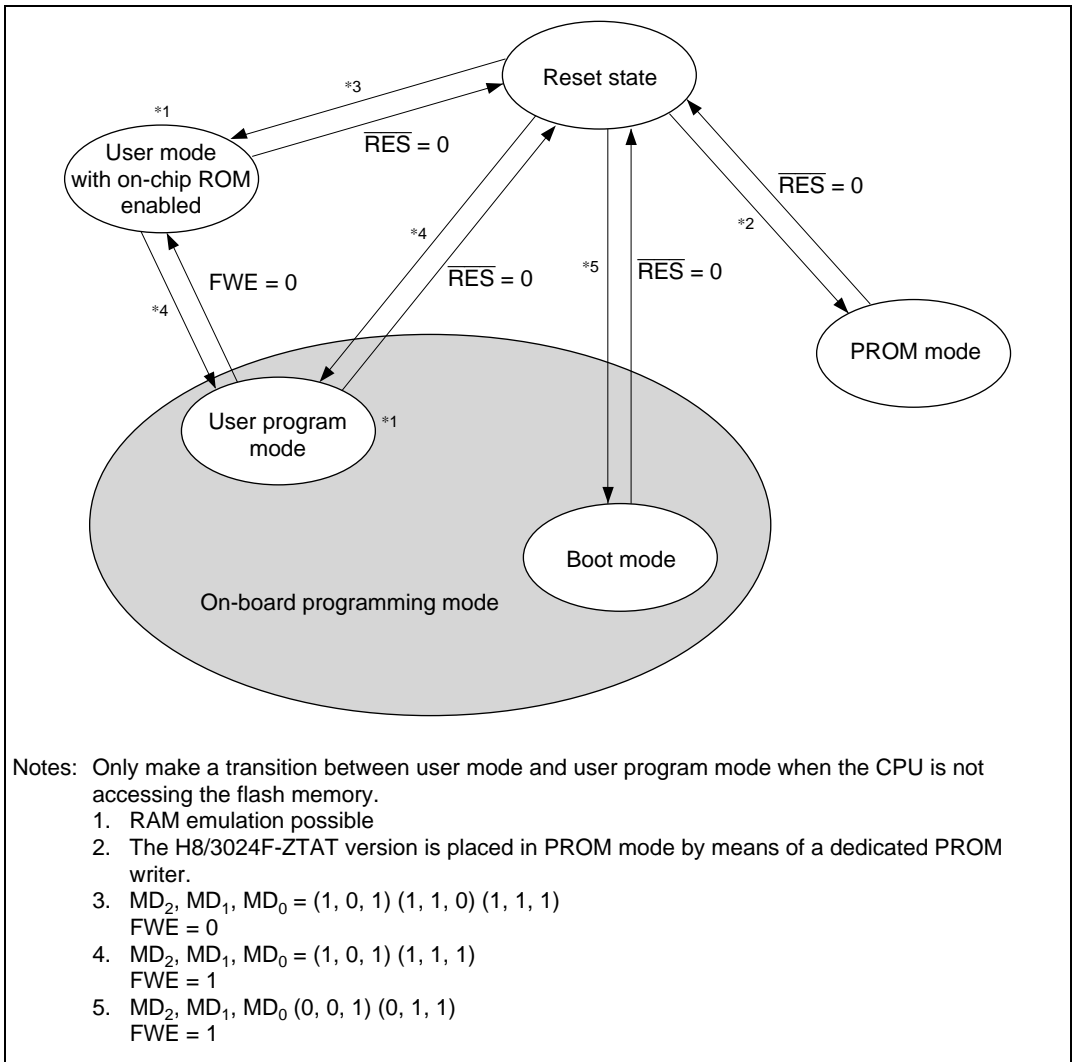 Reset state
*3
*1
RES = 0
User mode
with on-chip ROM
enabled
RES = 0
*2
*4
*5
RES = 0
RES = 0
FWE = 0
*4
PROM mode
User program
mode
*1
Boot mode
On-board programming mode
Notes: Only make a transition between user mode and user program mode when the CPU is not
accessing the flash memory.
1. RAM emulation possible
2. The H8/3024F-ZTAT version is placed in PROM mode by means of a dedicated PROM
writer.
3. MD2, MD1, MD0 = (1, 0, 1) (1, 1, 0) (1, 1, 1)
FWE = 0
4. MD2, MD1, MD0 = (1, 0, 1) (1, 1, 1)
FWE = 1
5. MD2, MD1, MD0 (0, 0, 1) (0, 1, 1)
FWE = 1